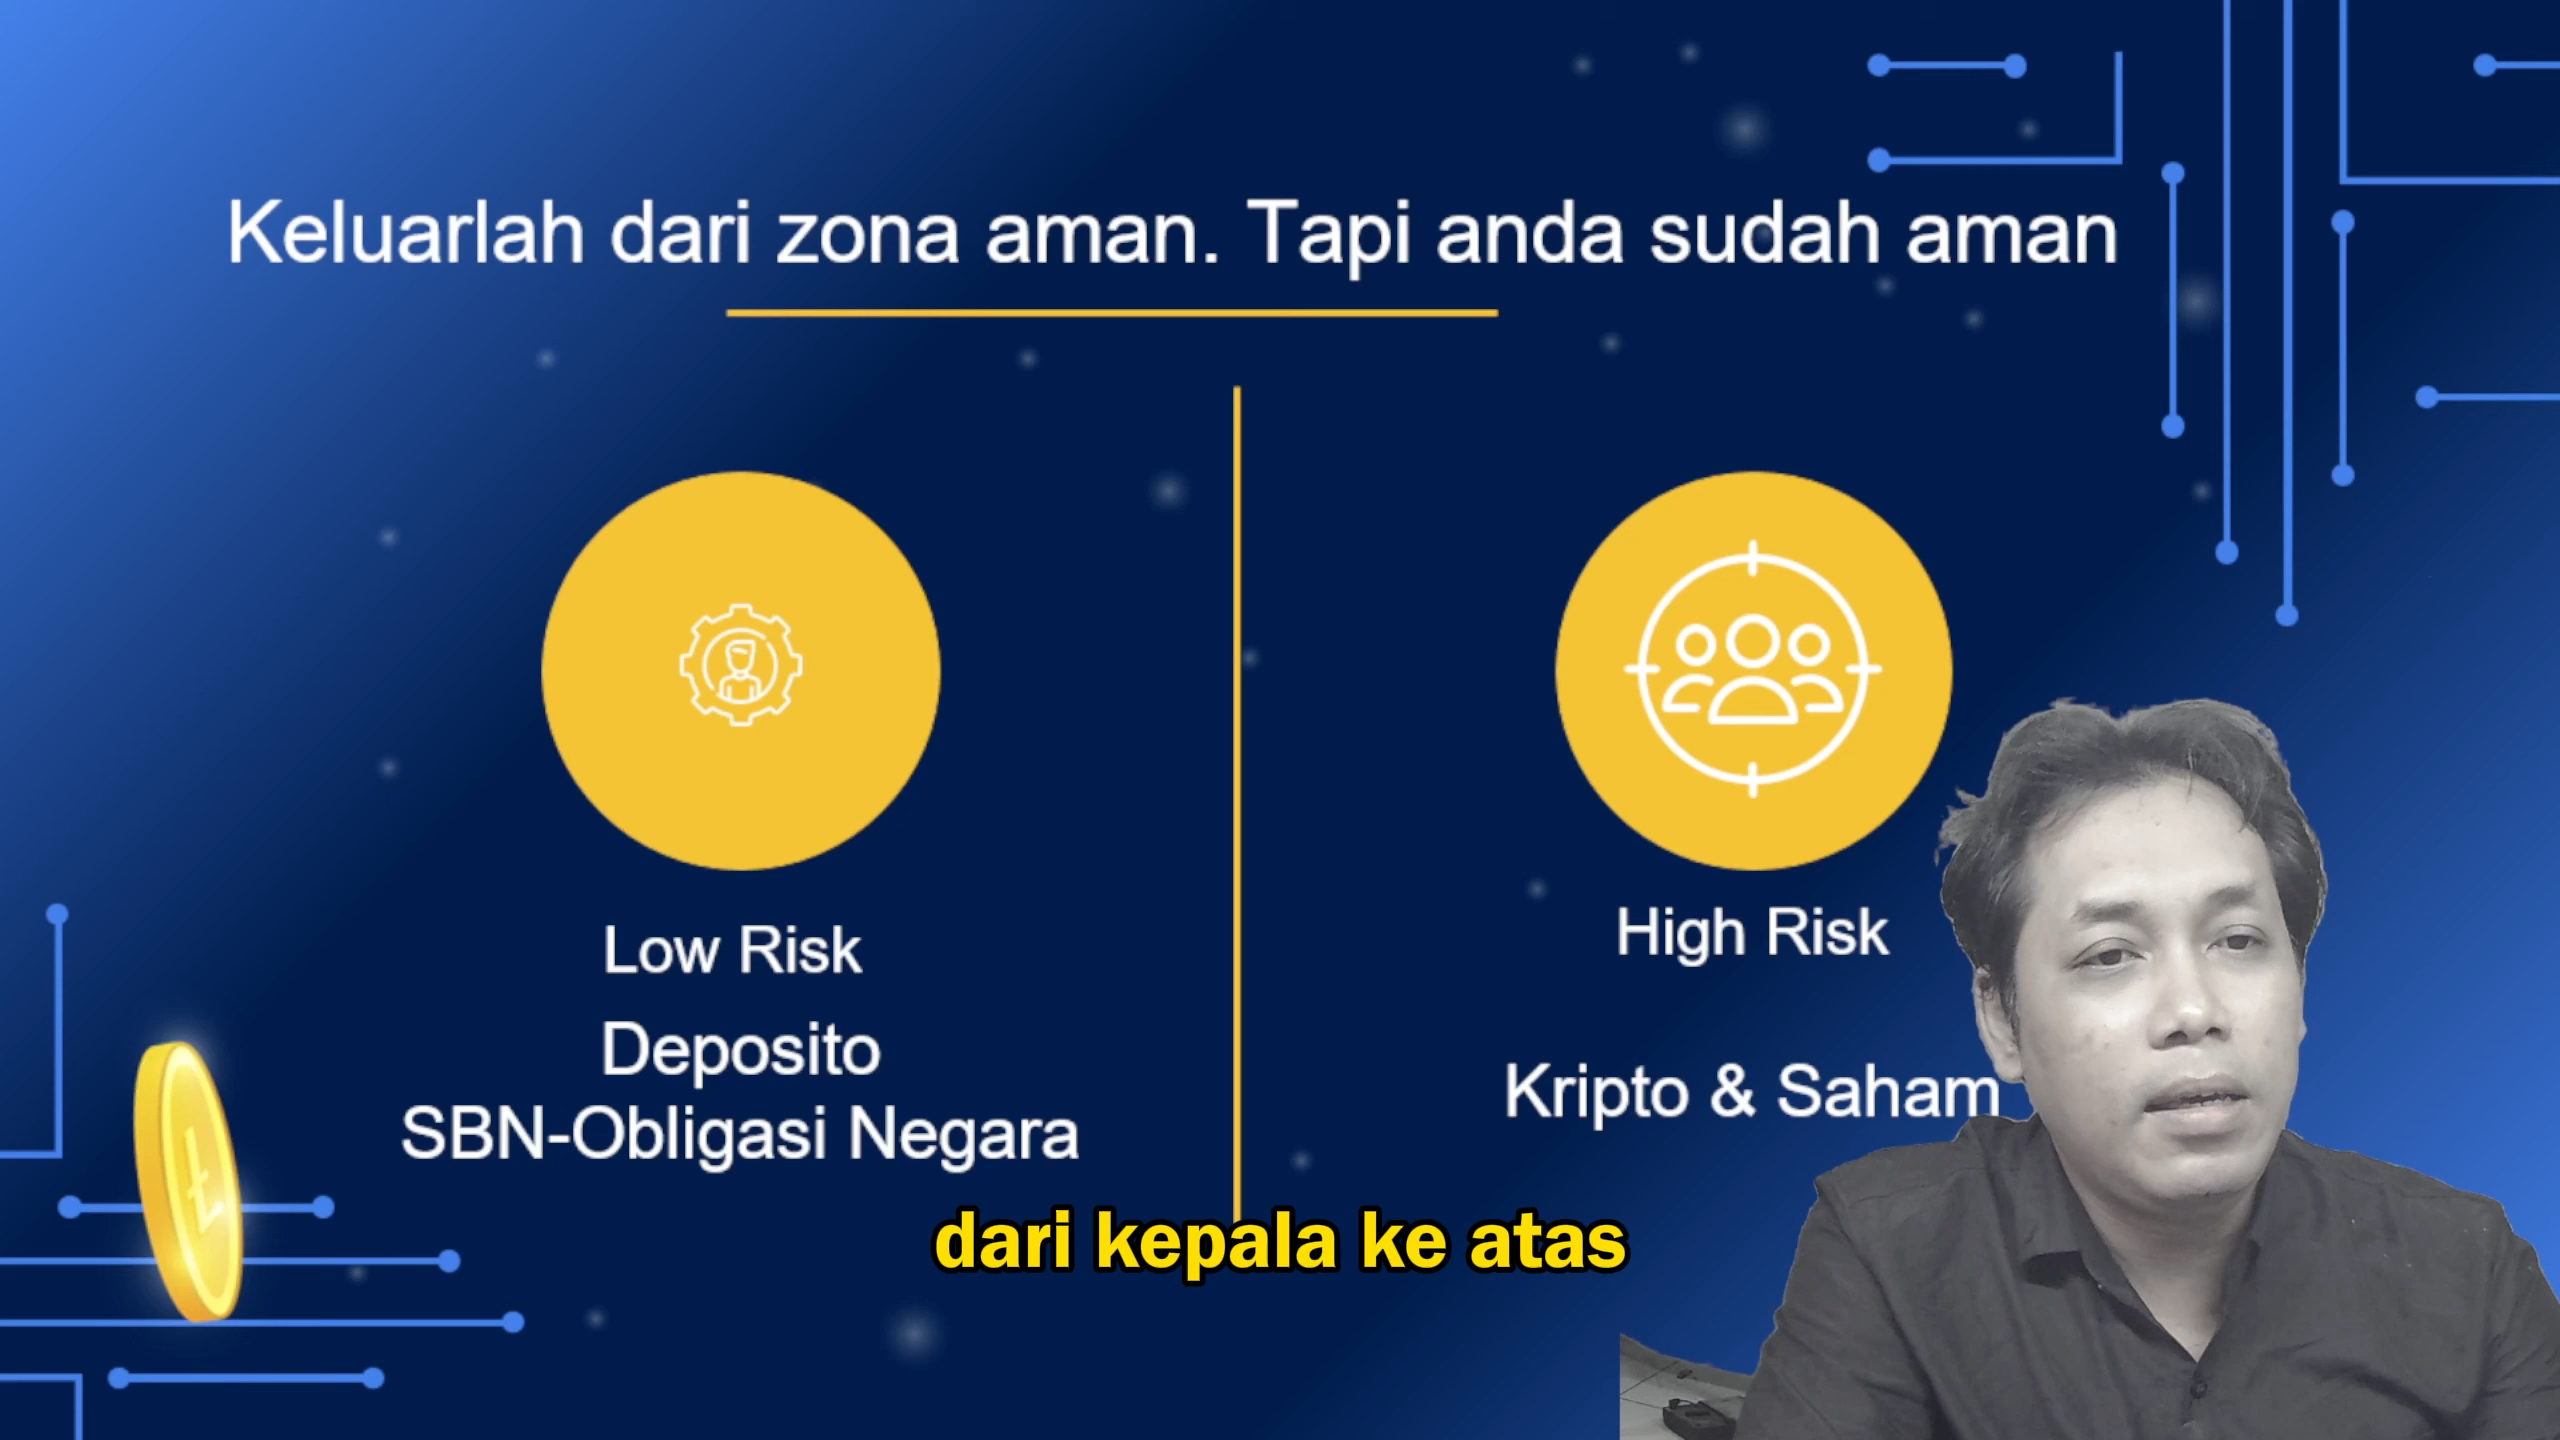 Keluarlah dari zona aman. Tapi anda sudah aman
Low Risk
Deposito
SBN-Obligasi Negara
High Risk
Kripto & Saham
dari kepala ke atas